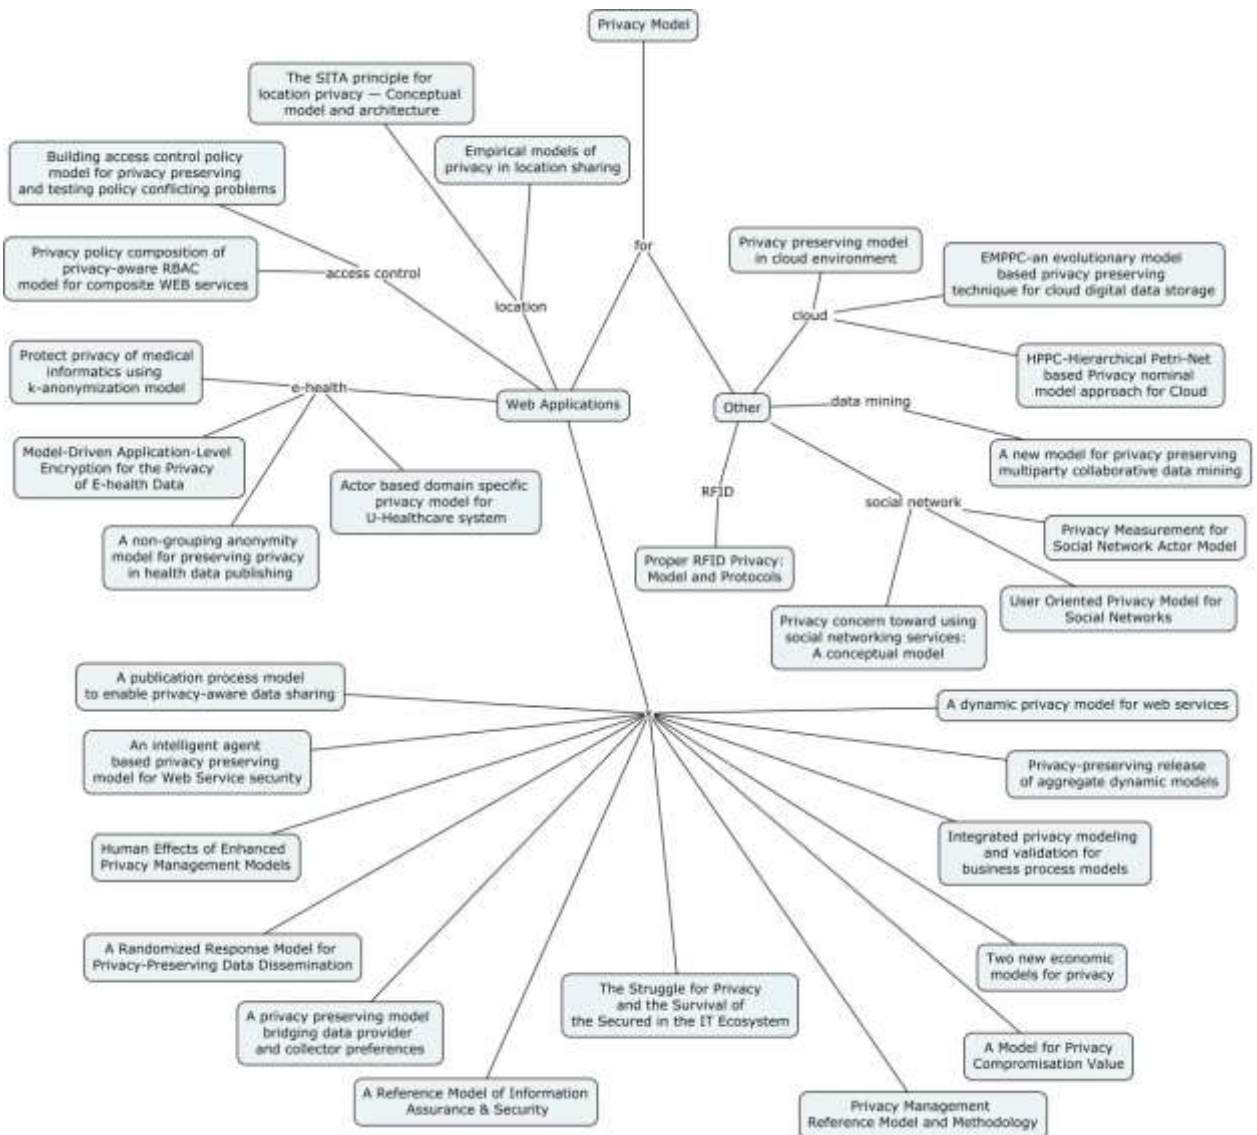 Privacy Model
The SITA principle for
location privacy — Conceptual
model and architecture
Empirical models of
privacy in location sharing
Building access control policy
model for privacy preserving
and testing policy conflicting problems
Privacy policy composition of
privacy-aware RBAC
model for composite WEB services
access control
location
for
Privacy preserving model
in cloud environment
EMPPC-an evolutionary model
based privacy preserving
technique for cloud digital data storage
cloud
HPPC-Hierarchical Petri-Net
based Privacy nominal
model approach for Cloud
Protect privacy of medical
informatics using
k-anonymization model
e-health
Web Applications
Other
data mining
Model-Driven Application-Level
Encryption for the Privacy
of E-health Data
Actor based domain specific
privacy model for
U-Healthcare system
A non-grouping anonymity
model for preserving privacy
in health data publishing
A new model for privacy preserving
multiparty collaborative data mining
RFID
social network
Privacy Measurement for
Social Network Actor Model
Proper RFID Privacy:
Model and Protocols
User Oriented Privacy Model for
Social Networks
Privacy concern toward using
social networking services:
A conceptual model
A publication process model
to enable privacy-aware data sharing
A dynamic privacy model for web services
An intelligent agent
based privacy preserving
model for Web Service security
Privacy-preserving release
of aggregate dynamic models
Human Effects of Enhanced
Privacy Management Models
Integrated privacy modeling
and validation for
business process models
A Randomized Response Model for
Privacy-Preserving Data Dissemination
Two new economic
models for privacy
The Struggle for Privacy
and the Survival of
the Secured in the IT Ecosystem
A privacy preserving model
bridging data provider
and collector preferences
A Model for Privacy
Compromisation Value
A Reference Model of Information
Assurance & Security
Privacy Management
Reference Model and Methodology